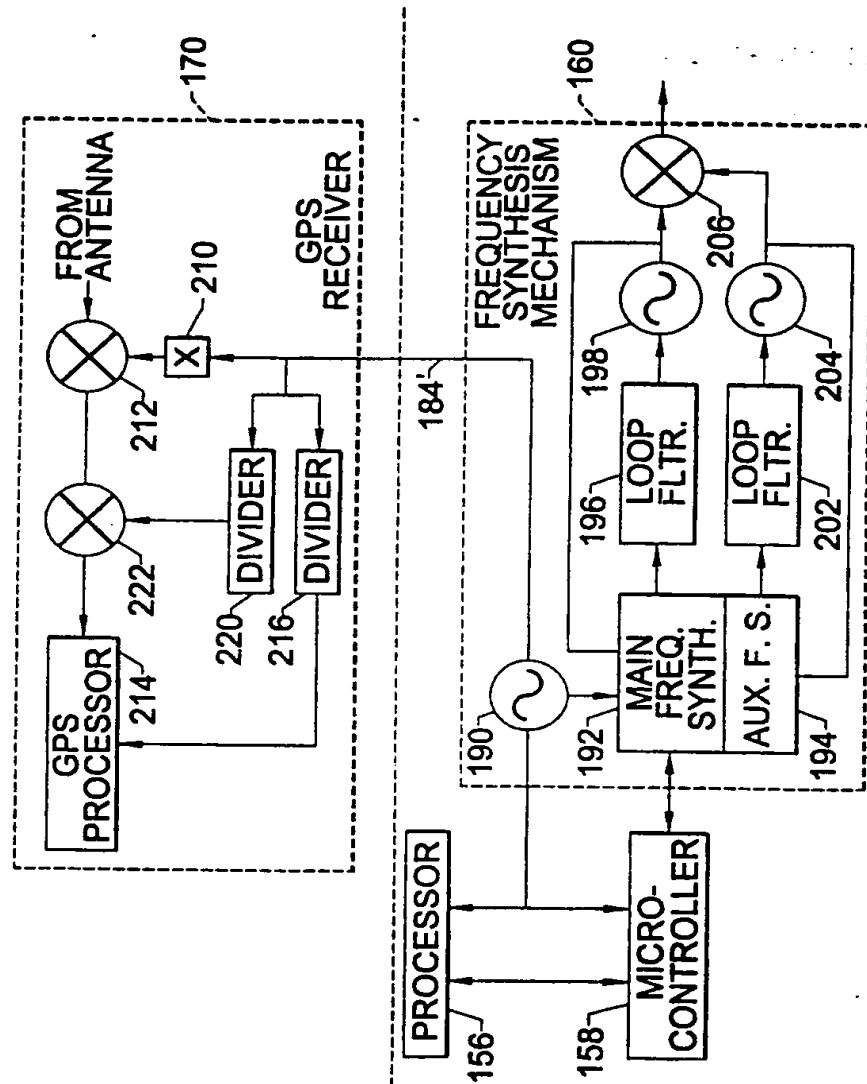 170
FROM
ANTENNA
GPS
RECEIVER
212
X
210
222
DIVIDER
220
DIVIDER
216
GPS
PROCESSOR
214
184'
160
FREQUENCY
SYNTHESIS
MECHANISM
190
MAIN
FREQ.
SYNTH.
192
AUX. F. S.
194
LOOP
FLTR.
196
198
LOOP
FLTR.
202
204
206
PROCESSOR
156
MICRO-
CONTROLLER
158